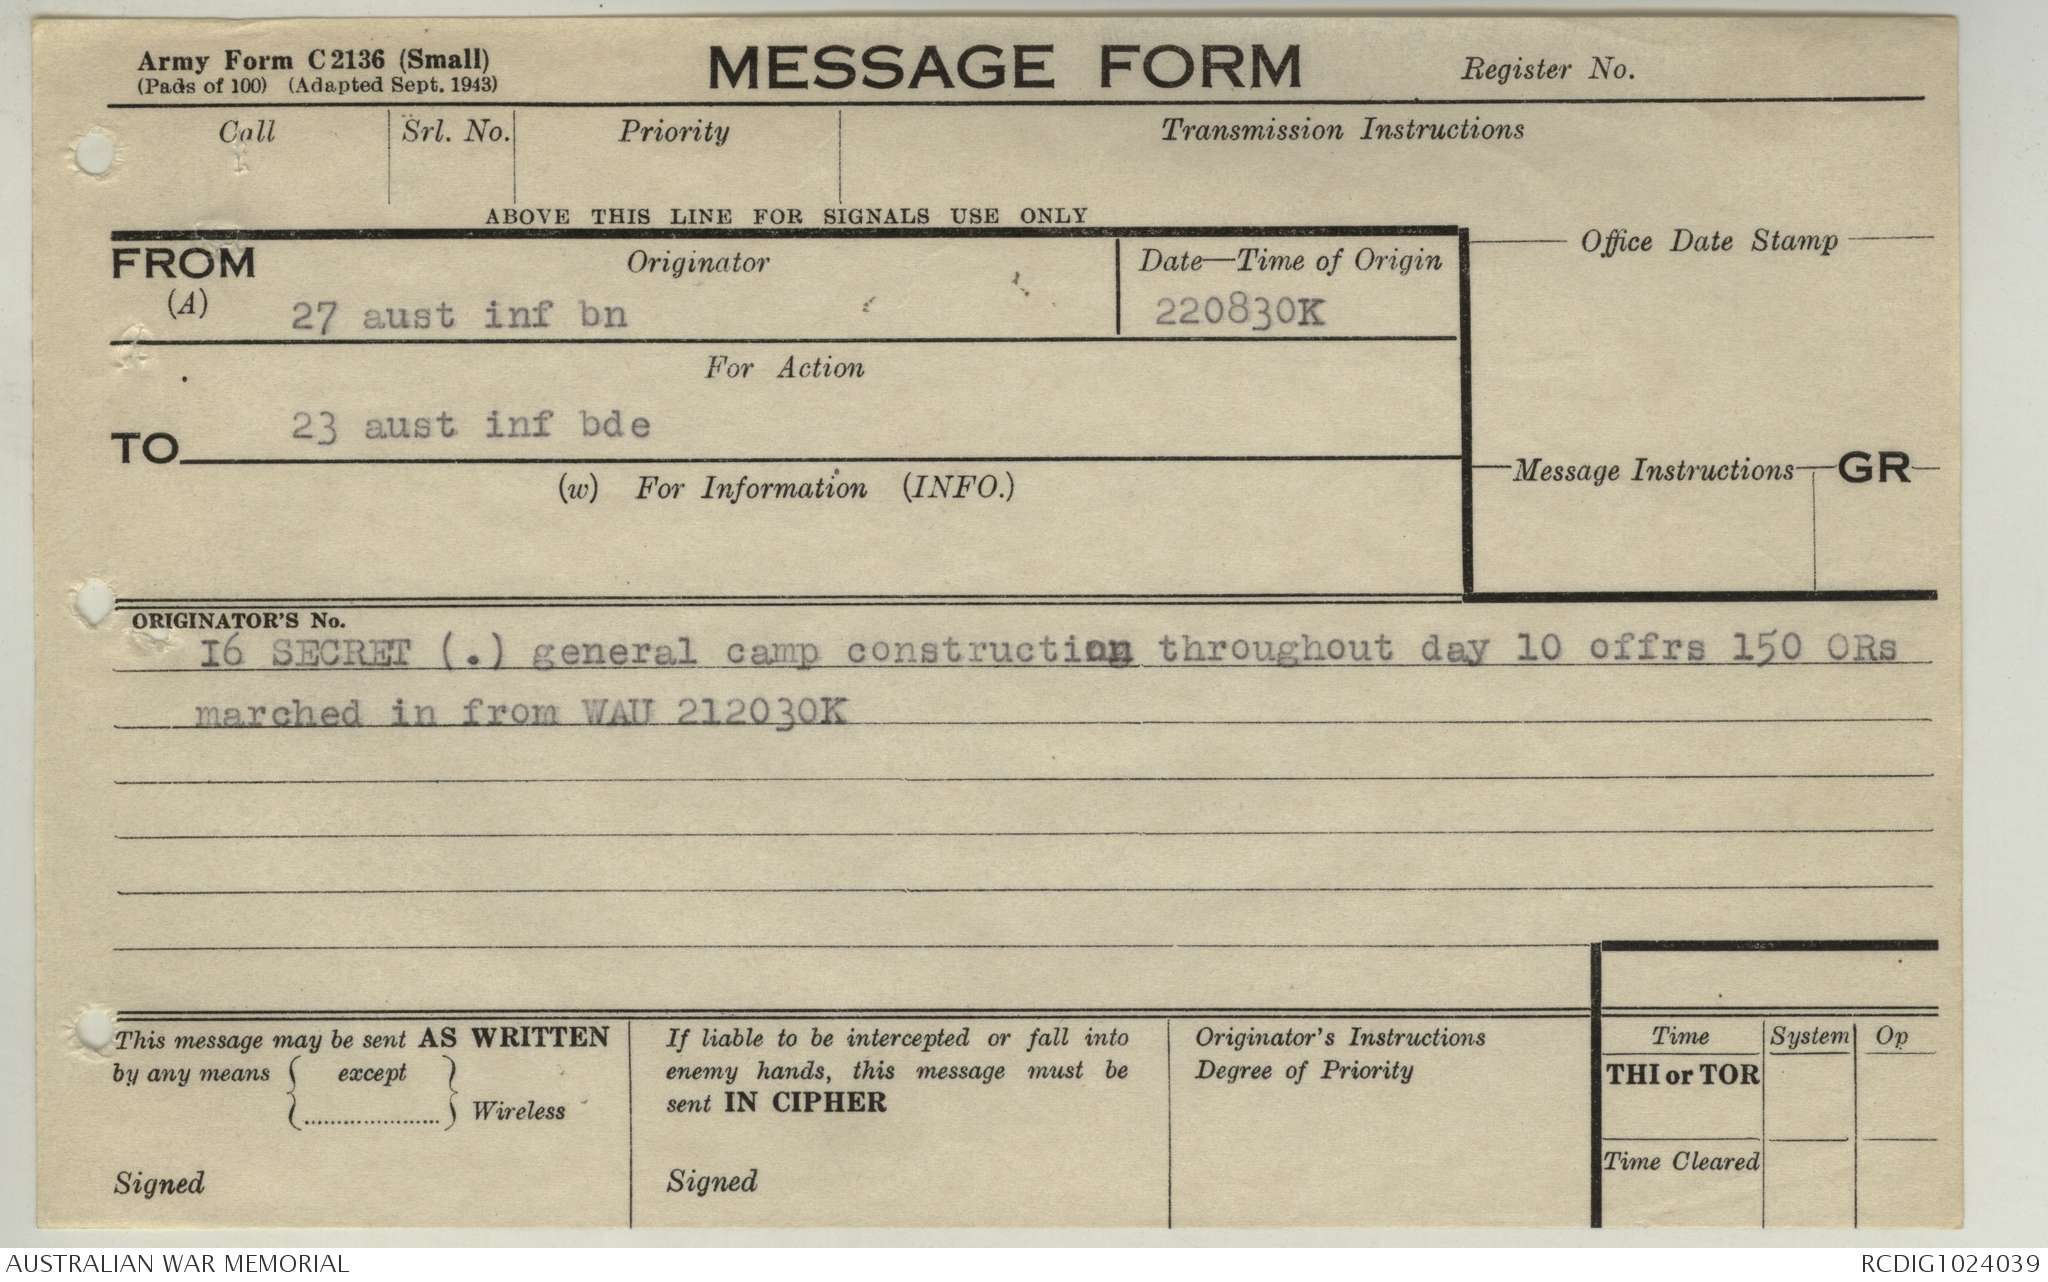 Army Form C 2136 (Small)
(Pads of 100) (Adapted Sept. 1943)
MESSAGE FORM
Register No.
Call
Srl. No.
Priority
Transmission Instructions
ABOVE THIS LINE FOR SIGNALS USE ONLY
FROM
(A)
Originator
27 aust inf bn
Date—Time of Origin
220830K
Office Date Stamp
For Action
TO
23 aust inf bde
(w) For Information (INFO.)
Message Instructions
GR
ORIGINATOR'S No.
I6 SECRET (.) general camp construction throughout day 10 offrs 150 ORs
marched in from WAU 212030K
This message may be sent AS WRITTEN
by any means ( except )
(.....................) Wireless
Signed
If liable to be intercepted or fall into
enemy hands, this message must be
sent IN CIPHER
Signed
Originator's Instructions
Degree of Priority
Time
System
Op
THI or TOR
Time Cleared
AUSTRALIAN WAR MEMORIAL
RCDIG1024039